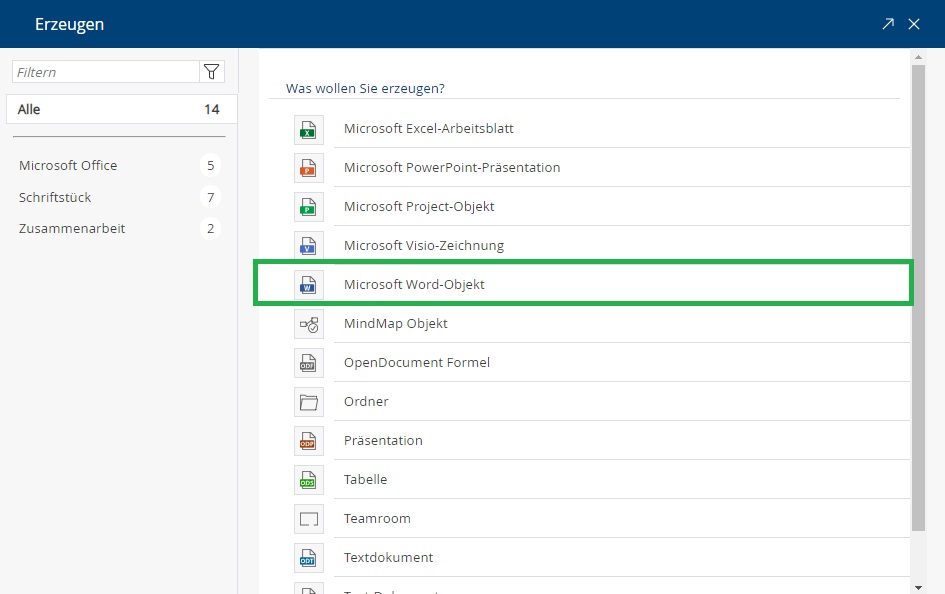 Erzeugen
Filtern
Alle 14
Microsoft Office 5
Schriftstück 7
Zusammenarbeit 2
Was wollen Sie erzeugen?
X Microsoft Excel-Arbeitsblatt
P Microsoft PowerPoint-Präsentation
P Microsoft Project-Objekt
V Microsoft Visio-Zeichnung
W Microsoft Word-Objekt
MindMap Objekt
ODF OpenDocument Formel
Ordner
ODP Präsentation
ODS Tabelle
Teamroom
ODT Textdokument